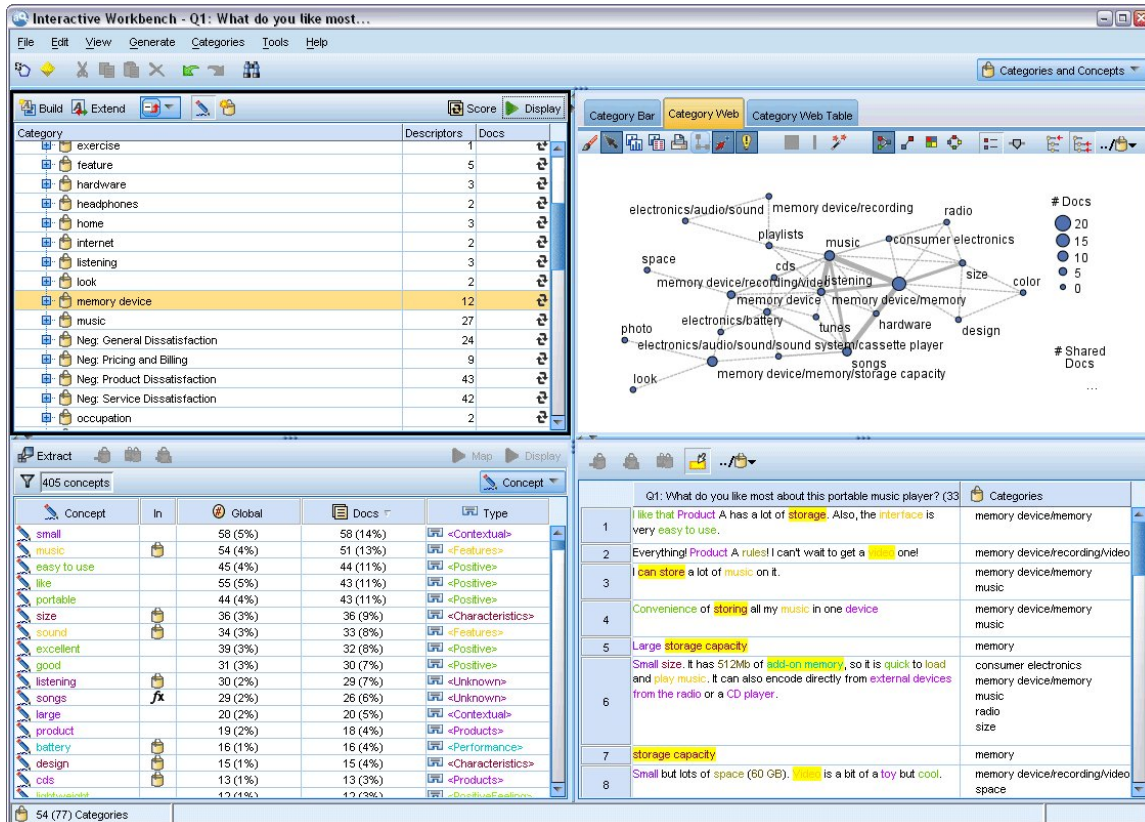 Interactive Workbench - Q1: What do you like most...
File Edit View Generate Categories Tools Help
Categories and Concepts
Build Extend Score Display
Category Descriptors Docs
exercise 1
feature 5
hardware 3
headphones 2
home 3
internet 2
listening 3
look 2
memory device 12
music 27
Neg: General Dissatisfaction 24
Neg: Pricing and Billing 9
Neg: Product Dissatisfaction 43
Neg: Service Dissatisfaction 42
occupation 2
Category Bar Category Web Category Web Table
../
electronics/audio/sound
memory device/recording
radio
playlists
music
consumer electronics
space
cds
size
memory device/recording/video
listening
color
memory device
memory device/memory
electronics/battery
tunes
hardware
design
photo
electronics/audio/sound/sound system/cassette player
songs
look
memory device/memory/storage capacity
# Docs
20
15
10
5
0
# Shared
Docs
...
Extract Map Display
405 concepts Concept
Concept In Global Docs Type
small 58 (5%) 58 (14%) <Contextual>
music 54 (4%) 51 (13%) <Features>
easy to use 45 (4%) 44 (11%) <Positive>
like 55 (5%) 43 (11%) <Positive>
portable 44 (4%) 43 (11%) <Positive>
size 36 (3%) 36 (9%) <Characteristics>
sound 34 (3%) 33 (8%) <Features>
excellent 39 (3%) 32 (8%) <Positive>
good 31 (3%) 30 (7%) <Positive>
listening 30 (2%) 29 (7%) <Unknown>
songs fx 29 (2%) 26 (6%) <Unknown>
large 20 (2%) 20 (5%) <Contextual>
product 19 (2%) 18 (4%) <Products>
battery 16 (1%) 16 (4%) <Performance>
design 15 (1%) 15 (4%) <Characteristics>
cds 13 (1%) 13 (3%) <Products>
lightweight 12 (1%) 12 (3%) <PositiveFeeling>
../
Q1: What do you like most about this portable music player? (33 Categories
1 I like that Product A has a lot of storage. Also, the interface is memory device/memory
very easy to use.
2 Everything! Product A rules! I can't wait to get a video one! memory device/recording/video
3 I can store a lot of music on it. memory device/memory
music
4 Convenience of storing all my music in one device memory device/memory
music
5 Large storage capacity memory
6 Small size. It has 512Mb of add-on memory, so it is quick to load consumer electronics
and play music. It can also encode directly from external devices memory device/memory
from the radio or a CD player. music
radio
size
7 storage capacity memory
8 Small but lots of space (60 GB). Video is a bit of a toy but cool. memory device/recording/video
space
54 (77) Categories